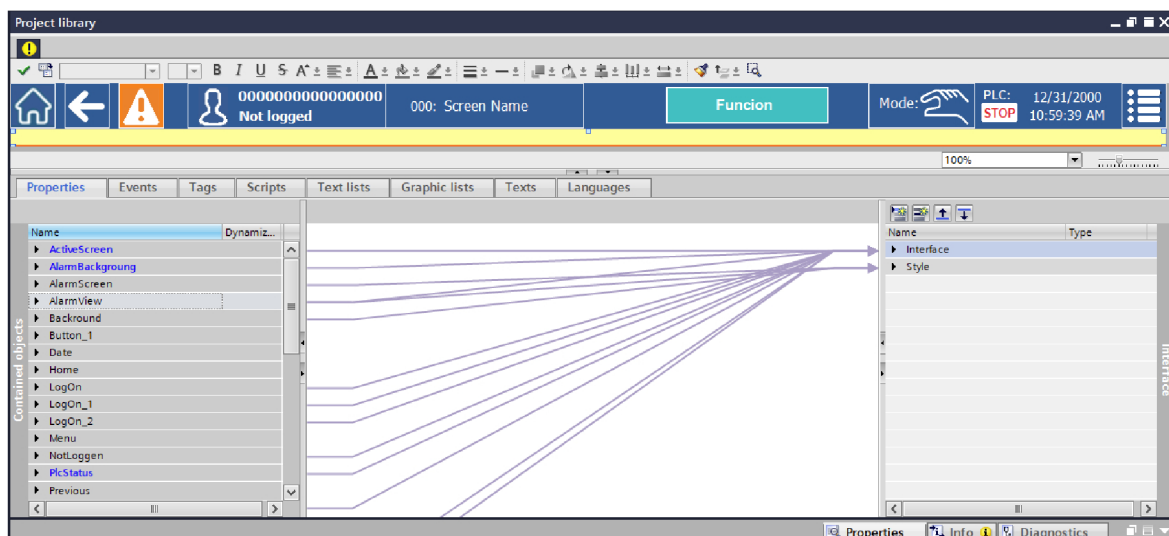 Project library
B I U S A
0000000000000000
Not logged
000: Screen Name
Funcion
Mode:
PLC:
STOP
12/31/2000
10:59:39 AM
100%
Properties Events Tags Scripts Text lists Graphic lists Texts Languages
Name Dynamiz...
ActiveScreen
AlarmBackgroung
AlarmScreen
AlarmView
Backround
Button_1
Date
Home
LogOn
LogOn_1
LogOn_2
Menu
NotLoggen
PlcStatus
Previous
Contained objects
Name Type
Interface
Style
Interface
Properties Info Diagnostics